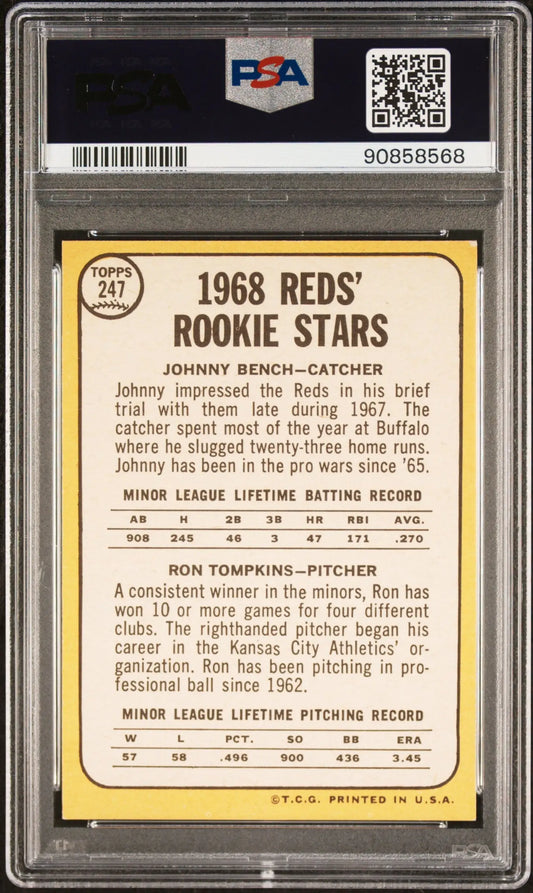 PSA
PSA
90858568
TOPPS
247
1968 REDS'
ROOKIE STARS
JOHNNY BENCH—CATCHER
Johnny impressed the Reds in his brief
trial with them late during 1967. The
catcher spent most of the year at Buffalo
where he slugged twenty-three home runs.
Johnny has been in the pro wars since '65.
MINOR LEAGUE LIFETIME BATTING RECORD
AB H 2B 3B HR RBI AVG.
908 245 46 3 47 171 .270
RON TOMPKINS—PITCHER
A consistent winner in the minors, Ron has
won 10 or more games for four different
clubs. The righthanded pitcher began his
career in the Kansas City Athletics' or-
ganization. Ron has been pitching in pro-
fessional ball since 1962.
MINOR LEAGUE LIFETIME PITCHING RECORD
W L PCT. SO BB ERA
57 58 .496 900 436 3.45
©T.C.G. PRINTED IN U.S.A.
PSA